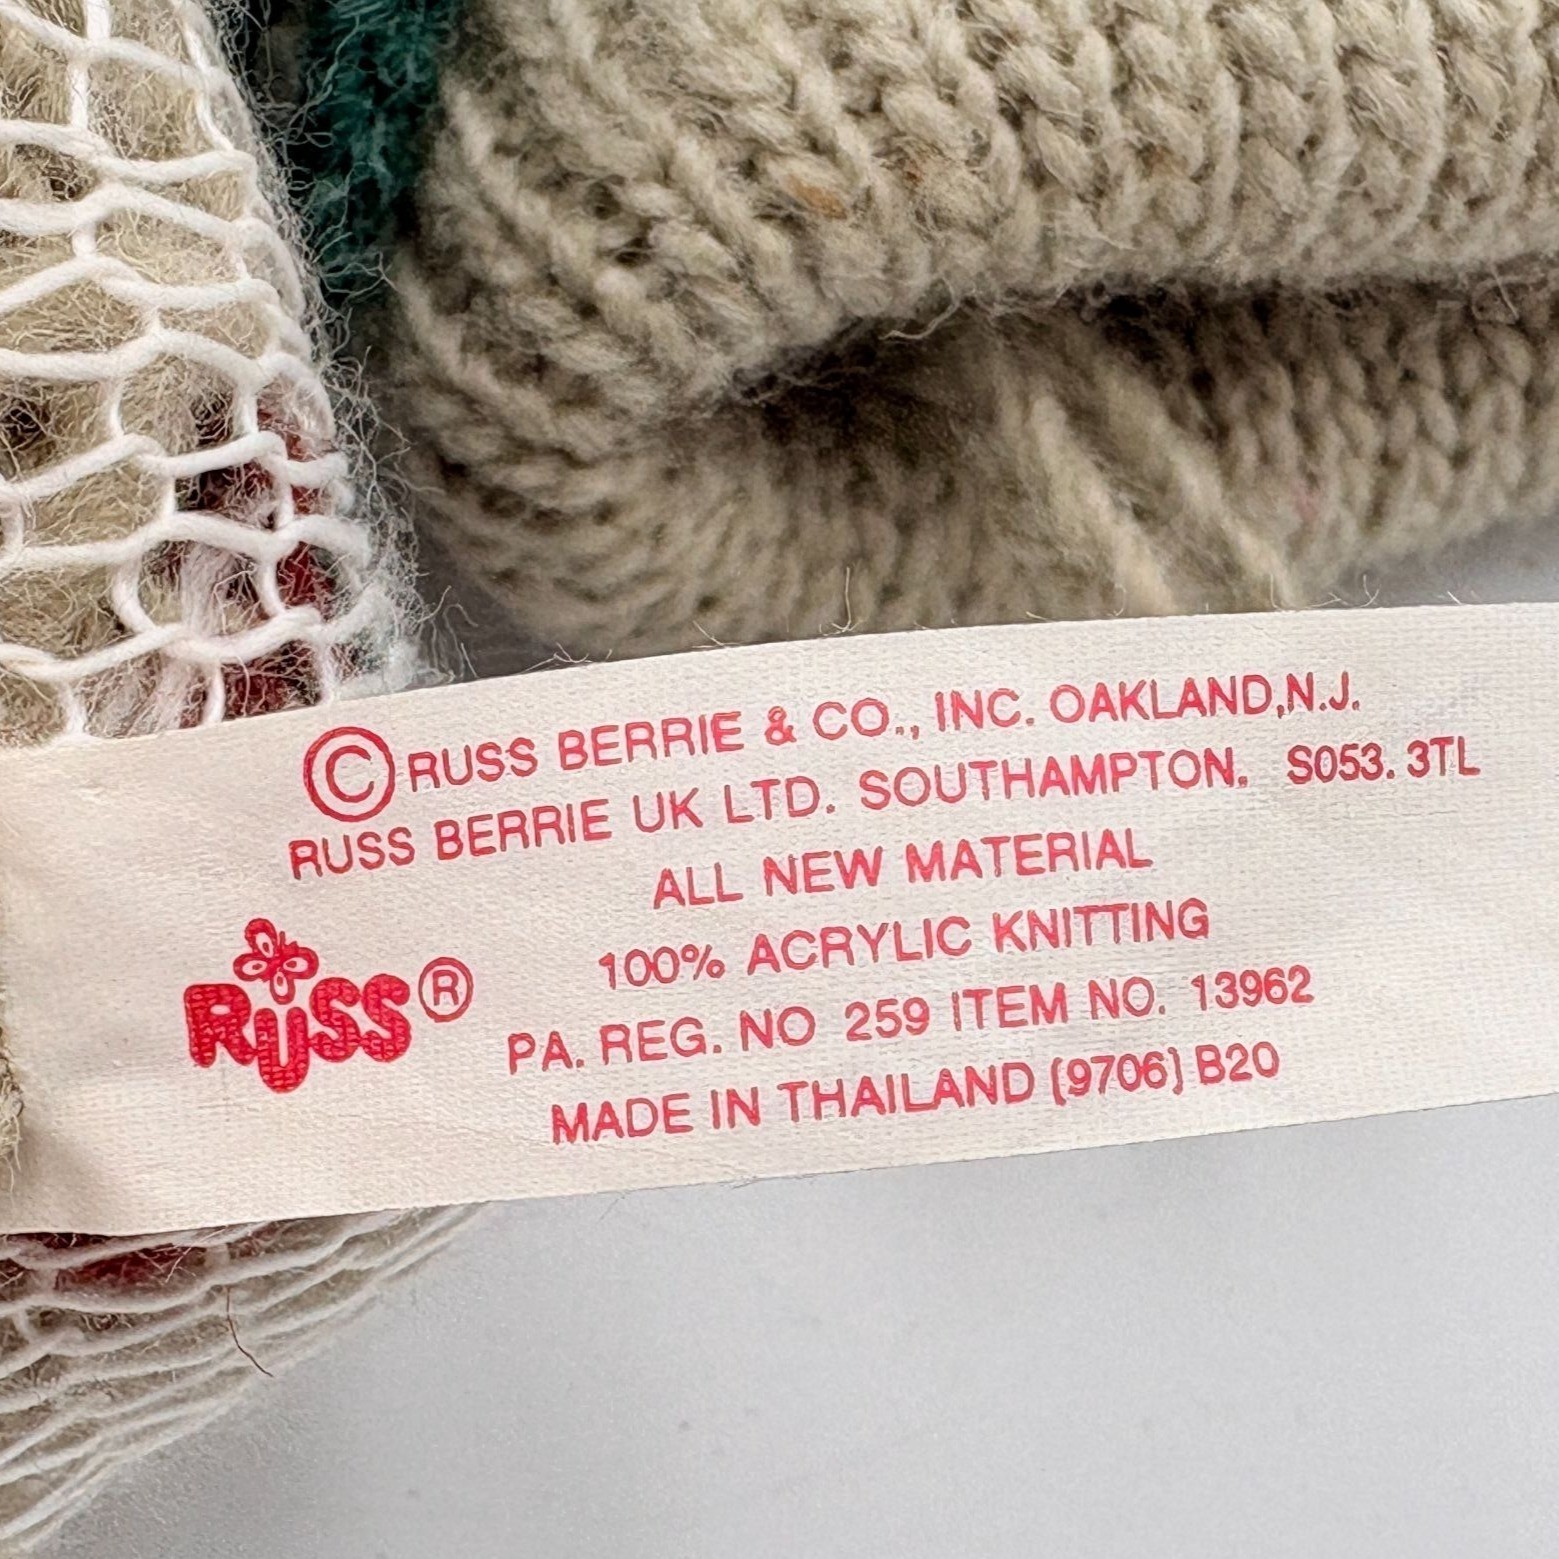 © RUSS BERRIE & CO., INC. OAKLAND,N.J.
RUSS BERRIE UK LTD. SOUTHAMPTON. S053. 3TL
ALL NEW MATERIAL
100% ACRYLIC KNITTING
PA. REG. NO 259 ITEM NO. 13962
MADE IN THAILAND (9706) B20
RUSS®